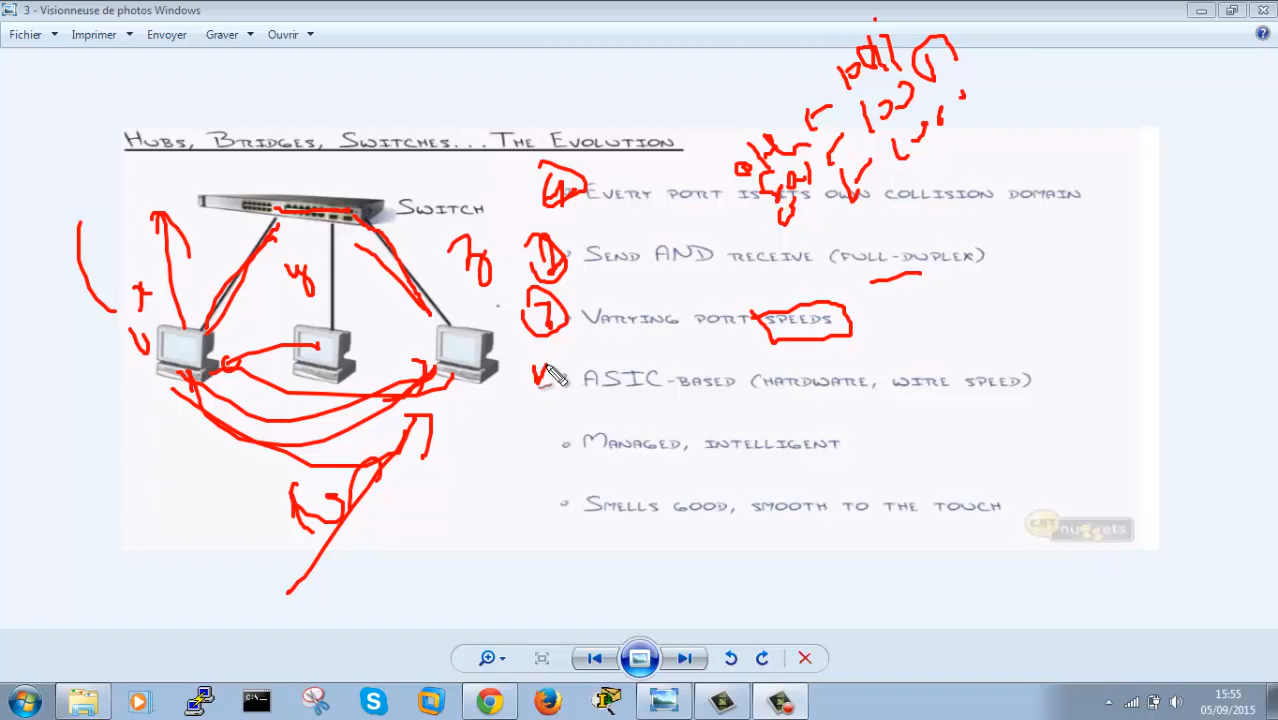 3 - Visionneuse de photos Windows
Fichier Imprimer Envoyer Graver Ouvrir
HUBS, BRIDGES, SWITCHES... THE EVOLUTION
SWITCH
EVERY PORT IS ITS OWN COLLISION DOMAIN
SEND AND RECEIVE (FULL-DUPLEX)
VARYING PORT SPEEDS
ASIC-BASED (HARDWARE, WIRE SPEED)
MANAGED, INTELLIGENT
SMELLS GOOD, SMOOTH TO THE TOUCH
CBT nuggets
15:55
05/09/2015